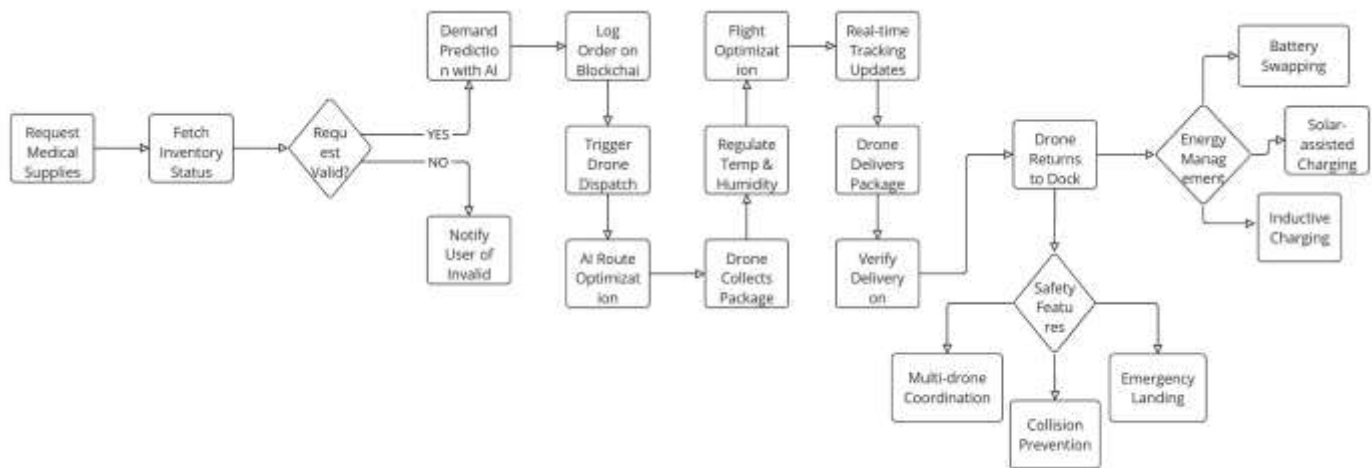 Request
Medical
Supplies
Fetch
Inventory
Status
Requ
est
Valid?
YES
NO
Demand
Predictio
n with AI
Notify
User of
Invalid
Log
Order on
Blockchai
Trigger
Drone
Dispatch
AI Route
Optimizat
ion
Drone
Collects
Package
Regulate
Temp &
Humidity
Flight
Optimizat
ion
Real-time
Tracking
Updates
Drone
Delivers
Package
Verify
Delivery
on
Drone
Returns
to Dock
Energy
Manag
ement
Battery
Swapping
Solar-
assisted
Charging
Inductive
Charging
Safety
Featu
res
Multi-drone
Coordination
Collision
Prevention
Emergency
Landing